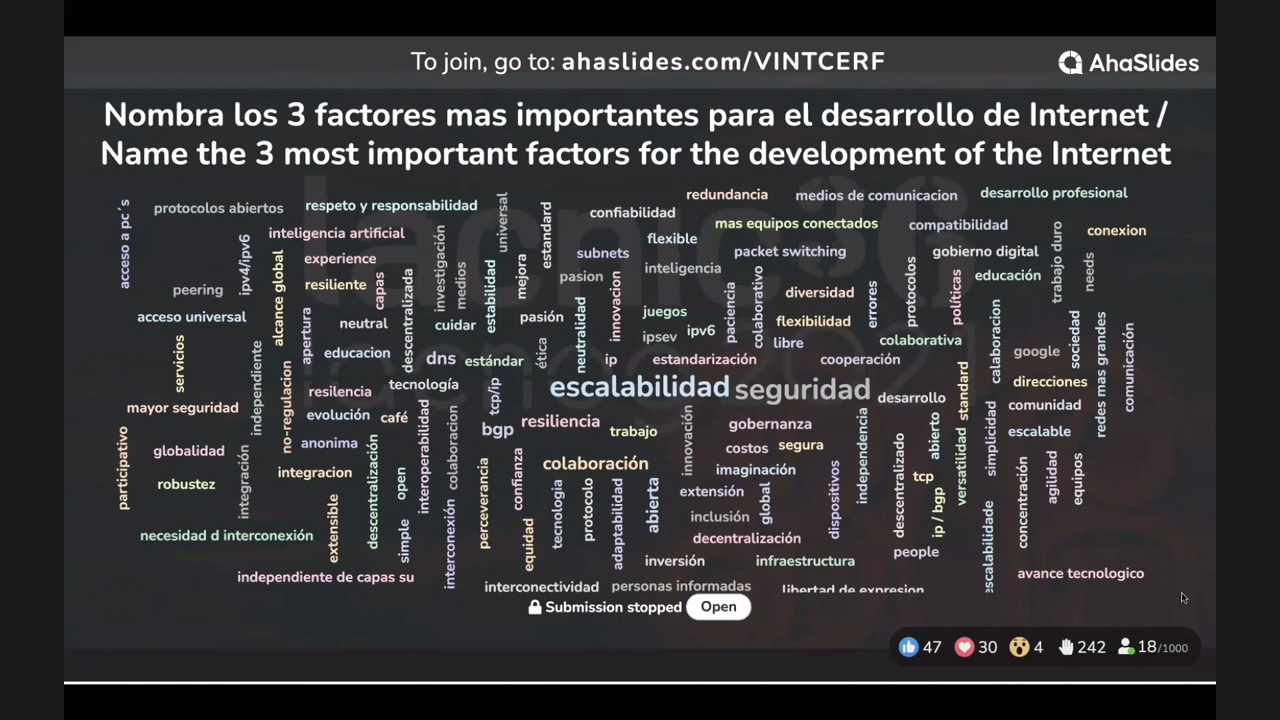 To join, go to: ahaslides.com/VINTCERF
AhaSlides
Nombra los 3 factores mas importantes para el desarrollo de Internet /
Name the 3 most important factors for the development of the Internet
redundancia
medios de comunicacion
desarrollo profesional
acceso a pc´s
protocolos abiertos
respeto y responsabilidad
universal
estandard
confiabilidad
mas equipos conectados
compatibilidad
conexion
inteligencia artificial
ipv4/ipv6
investigación
flexible
trabajo duro
experience
alcance global
medios
subnets
packet switching
gobierno digital
needs
peering
resiliente
capas
descentralizada
estabilidad
mejora
pasion
inteligencia
educación
acceso universal
apertura
neutral
cuidar
pasión
neutralidad
innovacion
juegos
paciencia
colaborativo
diversidad
errores
protocolos
políticas
servicios
independiente
educacion
dns
estándar
ética
ipsev
ipv6
libre
flexibilidad
colaborativa
calaboracion
google
sociedad
redes mas grandes
comunicación
ip
estandarización
cooperación
no-regulacion
resilencia
tecnología
tcp/ip
escalabilidad
seguridad
desarrollo
standard
direcciones
mayor seguridad
evolución
café
bgp
resiliencia
trabajo
gobernanza
abierto
simplicidad
comunidad
participativo
globalidad
anonima
interoperabilidad
colaboracion
innovación
costos
segura
independencia
escalable
integración
integracion
descentralización
open
perceverancia
confianza
colaboración
imaginación
dispositivos
descentralizado
tcp
versatilidad
concentración
agilidad
equipos
robustez
extensible
simple
interconexión
equidad
tecnologia
protocolo
adaptabilidad
abierta
extensión
global
ip / bgp
inclusión
necesidad d interconexión
decentralización
people
escalabilidade
independiente de capas su
inversión
infraestructura
avance tecnologico
interconectividad
personas informadas
libertad de expresion
Submission stopped
Open
47
30
4
242
18/1000